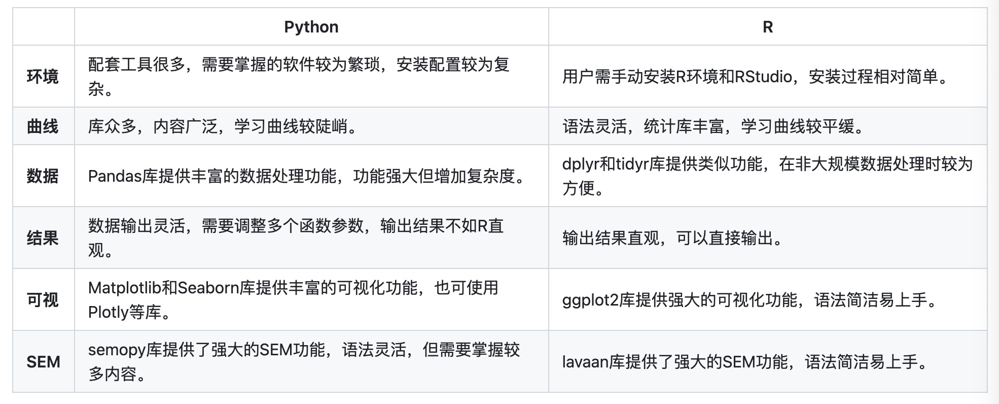 Python
R
环境
配套工具很多，需要掌握的软件较为繁琐，安装配置较为复
杂。
用户需手动安装R环境和RStudio，安装过程相对简单。
曲线
库众多，内容广泛，学习曲线较陡峭。
语法灵活，统计库丰富，学习曲线较平缓。
数据
Pandas库提供丰富的数据处理功能，功能强大但增加复杂度。
dplyr和tidyr库提供类似功能，在非大规模数据处理时较为
方便。
结果
数据输出灵活，需要调整多个函数参数，输出结果不如R直
观。
输出结果直观，可以直接输出。
可视
Matplotlib和Seaborn库提供丰富的可视化功能，也可使用
Plotly等库。
ggplot2库提供强大的可视化功能，语法简洁易上手。
SEM
semopy库提供了强大的SEM功能，语法灵活，但需要掌握较
多内容。
lavaan库提供了强大的SEM功能，语法简洁易上手。